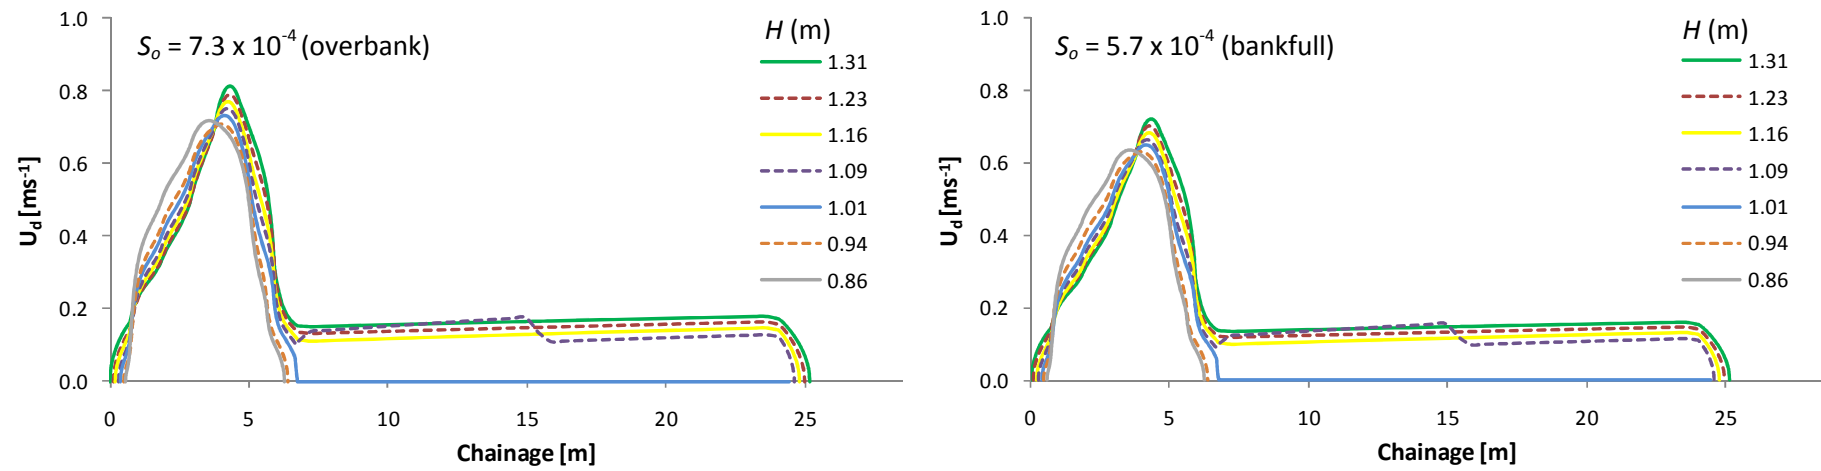 S_o = 7.3 x 10^-4 (overbank)
H (m)
1.31
1.23
1.16
1.09
1.01
0.94
0.86
1.0
0.8
0.6
0.4
0.2
0.0
U_d [ms^-1]
0 5 10 15 20 25
Chainage [m]
S_o = 5.7 x 10^-4 (bankfull)
H (m)
1.31
1.23
1.16
1.09
1.01
0.94
0.86
1.0
0.8
0.6
0.4
0.2
0.0
U_d [ms^-1]
0 5 10 15 20 25
Chainage [m]